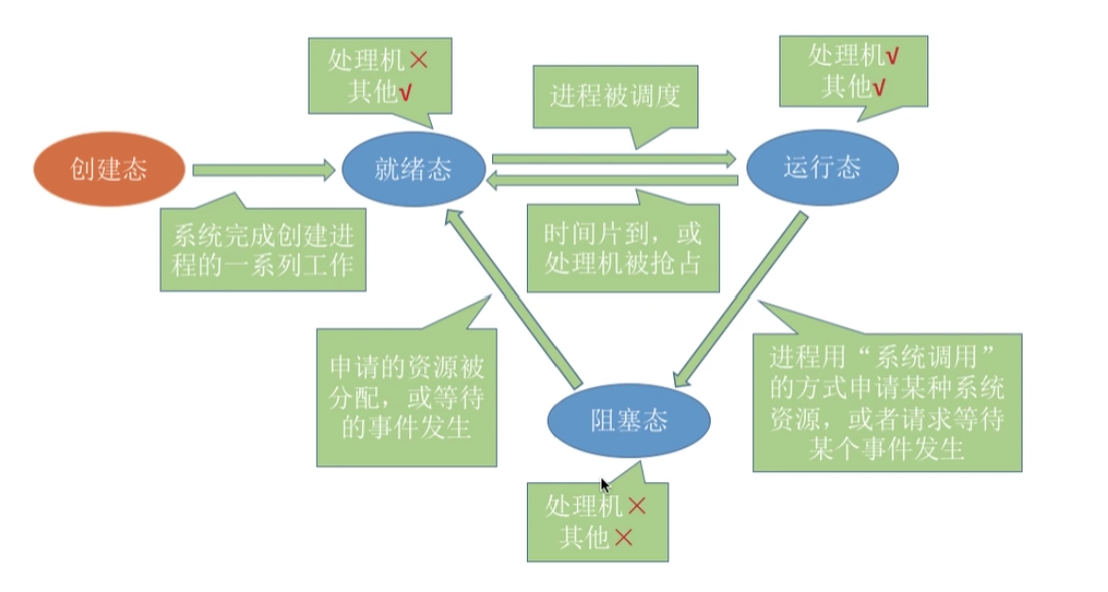 处理机×
其他√
处理机√
其他√
进程被调度
创建态
就绪态
运行态
系统完成创建进
程的一系列工作
时间片到，或
处理机被抢占
申请的资源被
分配，或等待
的事件发生
进程用“系统调用”
的方式申请某种系统
资源，或者请求等待
某个事件发生
阻塞态
处理机×
其他×